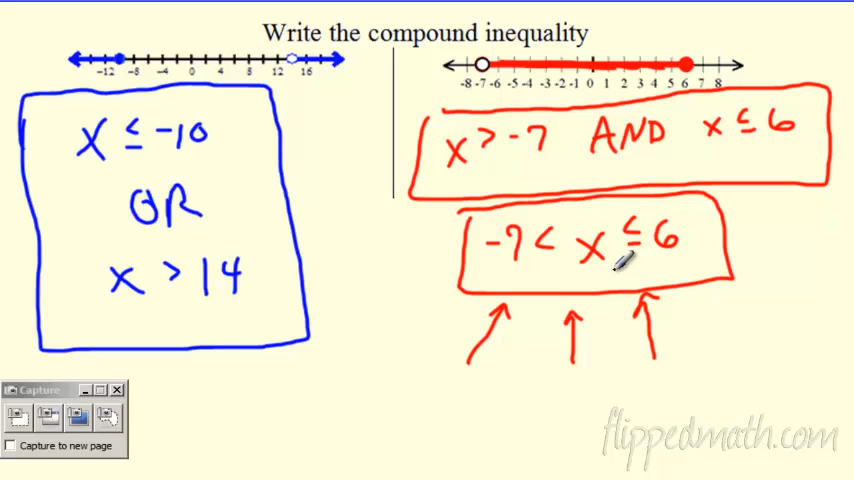 Write the compound inequality
-12 -8 -4 0 4 8 12 16
x ≤ -10
OR
x > 14
-8 -7 -6 -5 -4 -3 -2 -1 0 1 2 3 4 5 6 7 8
x > -7 AND x ≤ 6
-7 < x ≤ 6
Capture
Capture to new page
flippedmath.com